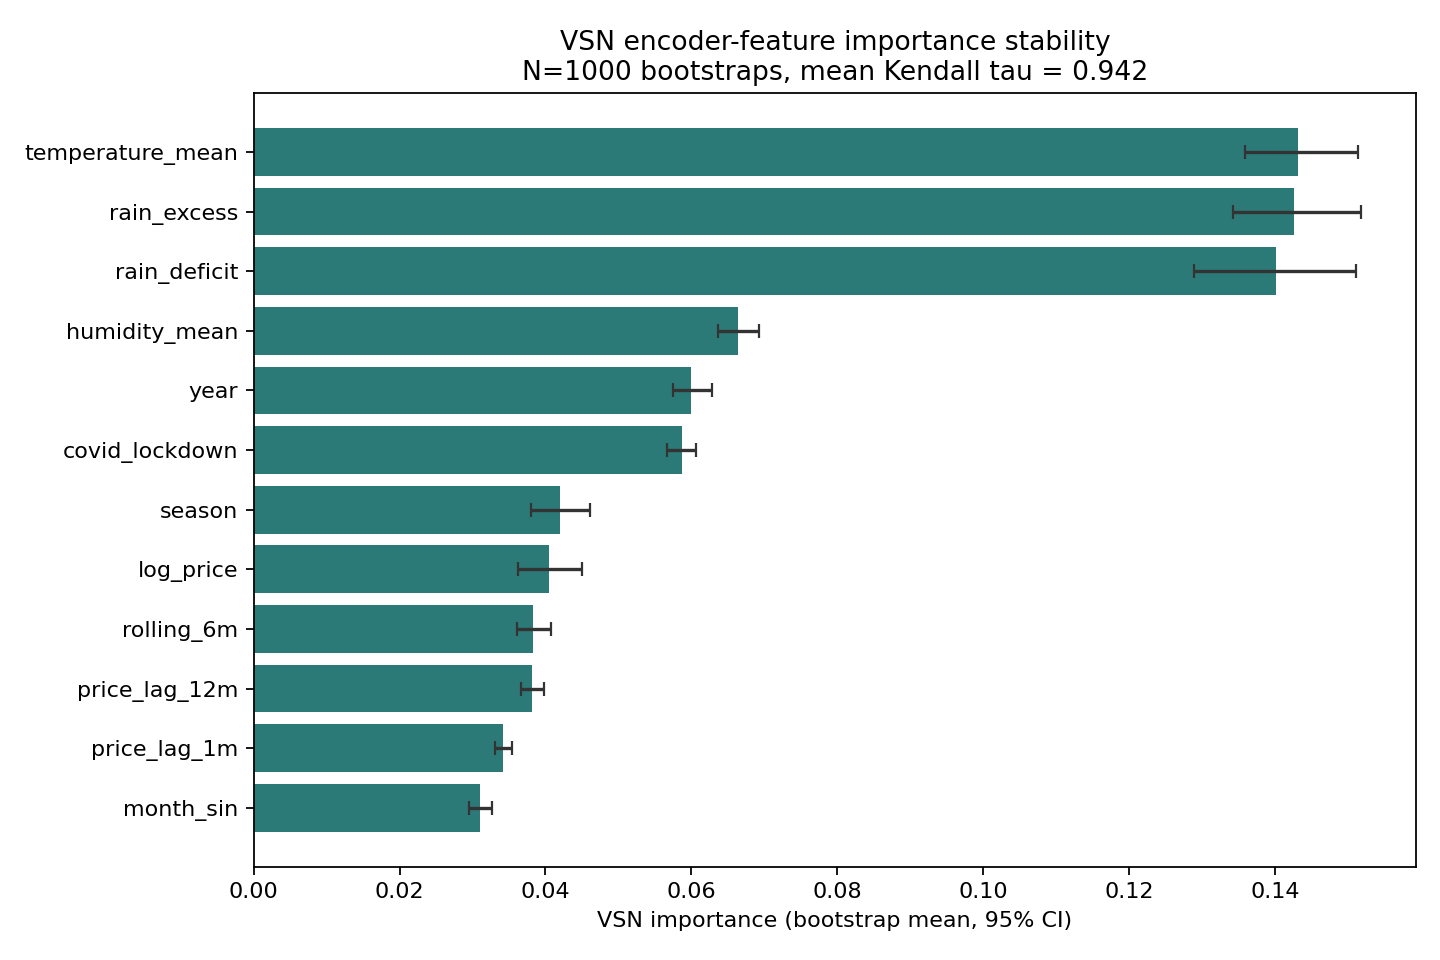 VSN encoder-feature importance stability
N=1000 bootstraps, mean Kendall tau = 0.942
temperature_mean
rain_excess
rain_deficit
humidity_mean
year
covid_lockdown
season
log_price
rolling_6m
price_lag_12m
price_lag_1m
month_sin
0.00 0.02 0.04 0.06 0.08 0.10 0.12 0.14
VSN importance (bootstrap mean, 95% CI)